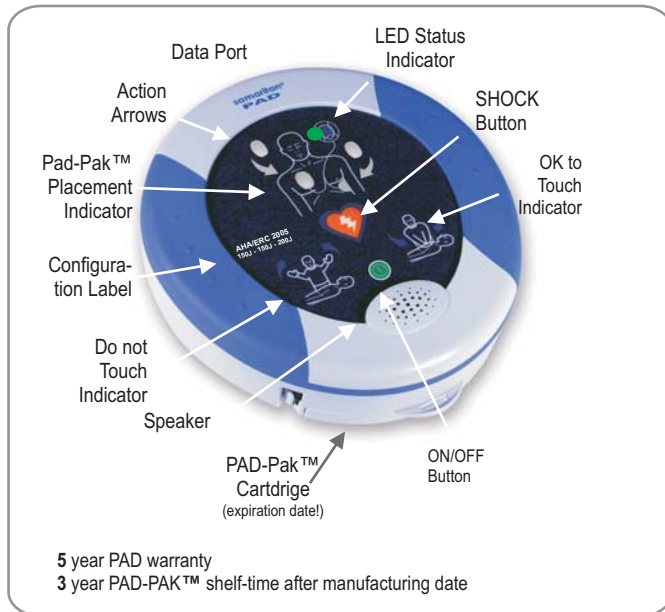 Data Port
LED Status
Indicator
Action
Arrows
SHOCK
Button
Pad-Pak™
Placement
Indicator
OK to
Touch
Indicator
samaritan®
PAD
AHA/ERC 2005
150J - 150J - 200J
Configura-
tion Label
Do not
Touch
Indicator
Speaker
ON/OFF
Button
PAD-Pak™
Cartdrige
(expiration date!)
5 year PAD warranty
3 year PAD-PAK™ shelf-time after manufacturing date